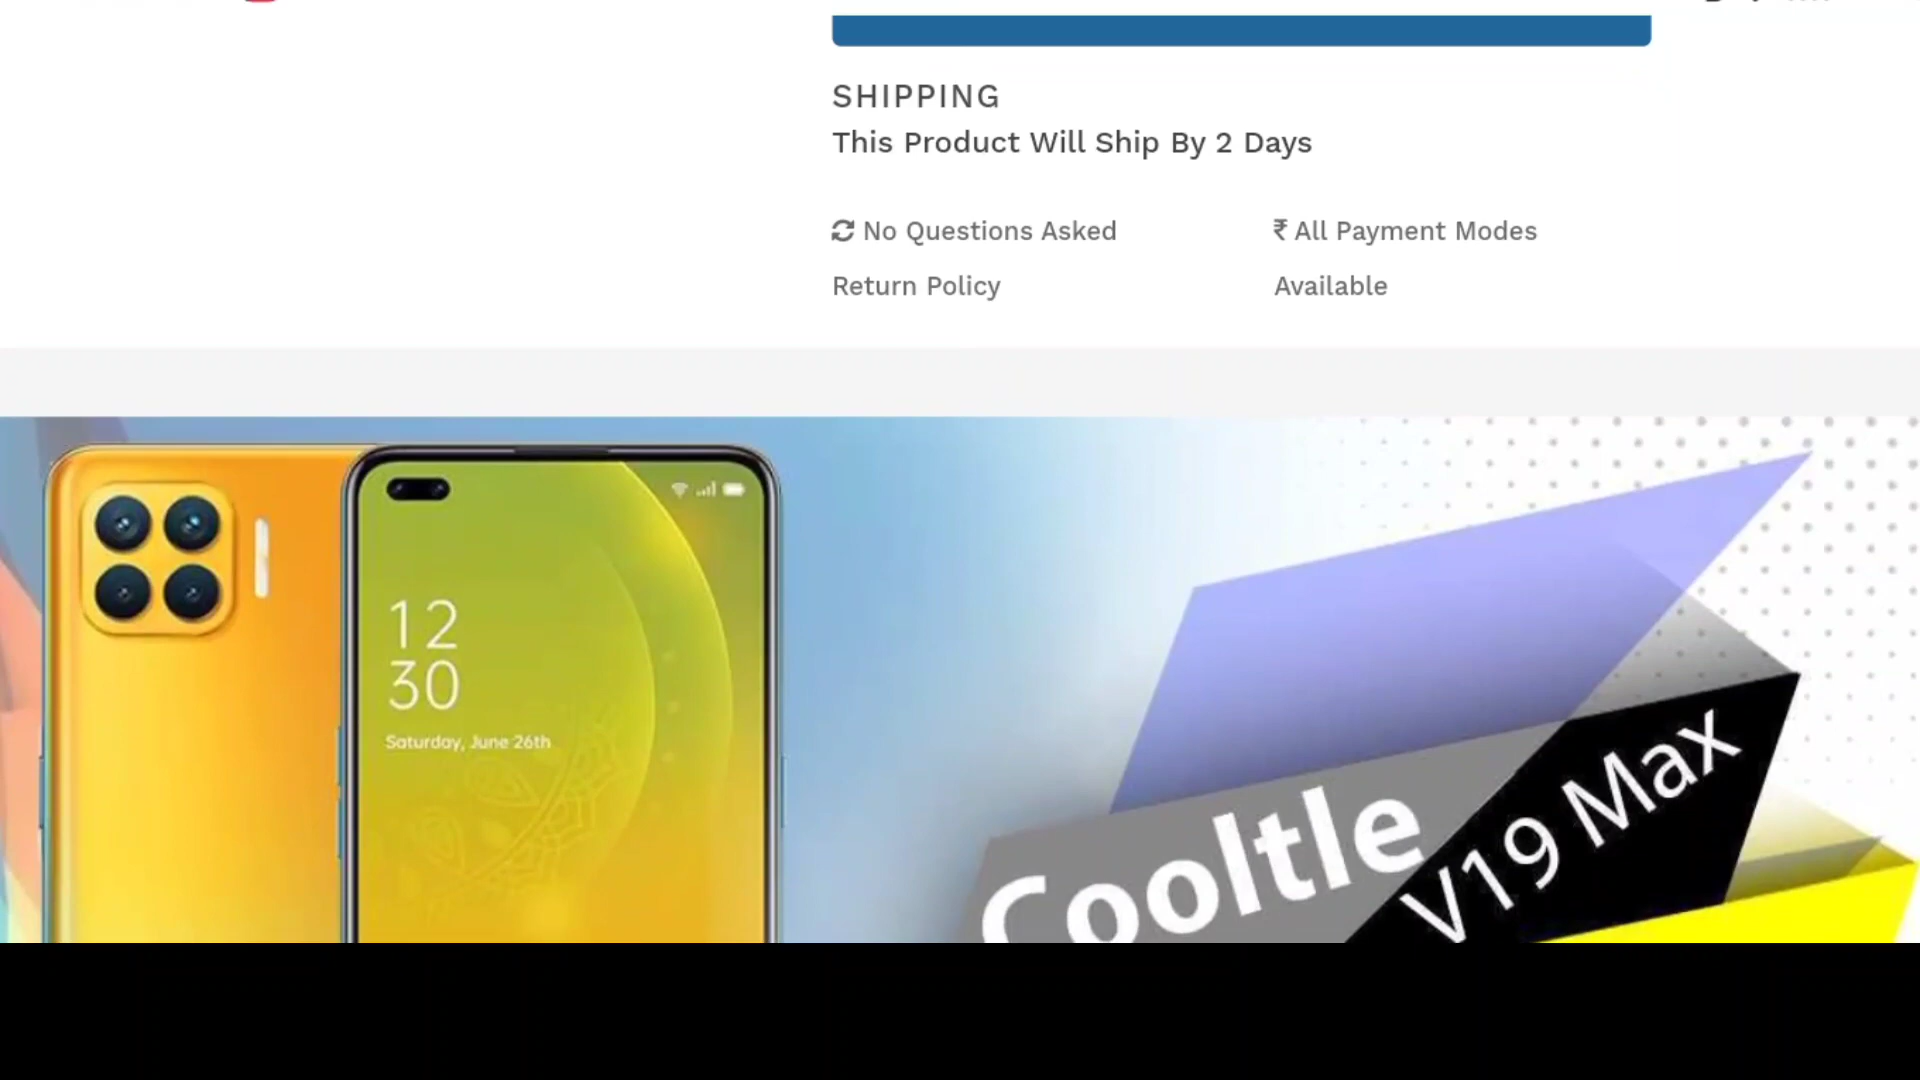 SHIPPING
This Product Will Ship By 2 Days
No Questions Asked
Return Policy
₹ All Payment Modes
Available
12
30
Saturday, June 26th
Cooltle
V19 Max